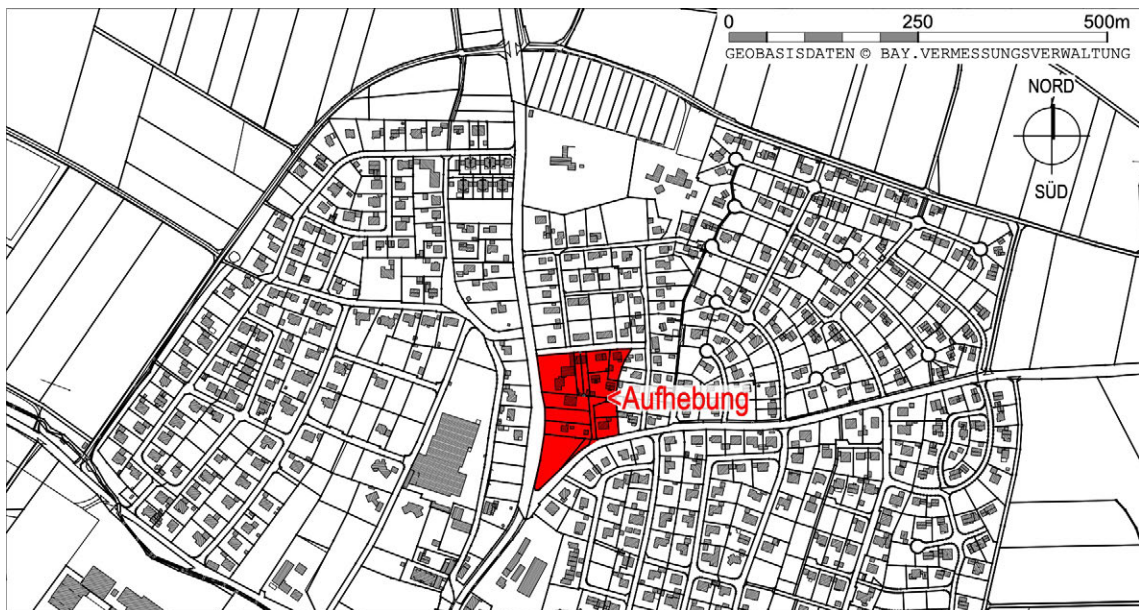 0 250 500m
GEOBASISDATEN © BAY.VERMESSUNGSVERWALTUNG
NORD
SÜD
<Aufhebung